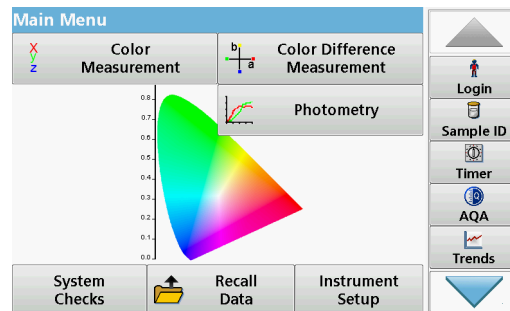 Main Menu
X
y
z
Color
Measurement
b
a
Color Difference
Measurement
Photometry
0.8
0.7
0.6
0.5
0.4
0.3
0.2
0.1
0.0
System
Checks
Recall
Data
Instrument
Setup
Login
Sample ID
Timer
AQA
Trends